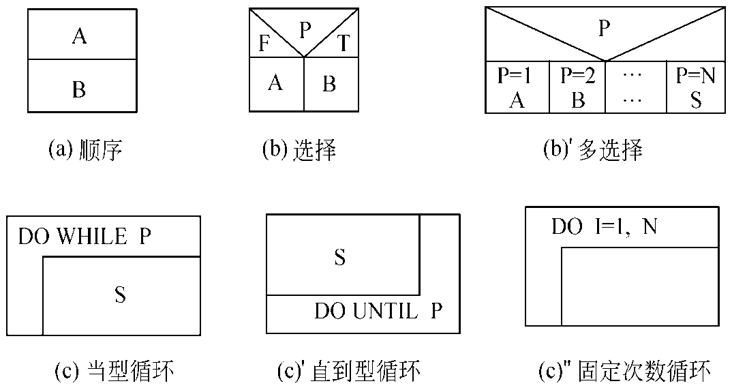 A
B
(a) 顺序
P
F T
A B
(b) 选择
P
P=1 P=2 … P=N
A B … S
(b)' 多选择
DO WHILE P
S
(c) 当型循环
S
DO UNTIL P
(c)' 直到型循环
DO I=1, N
(c)" 固定次数循环